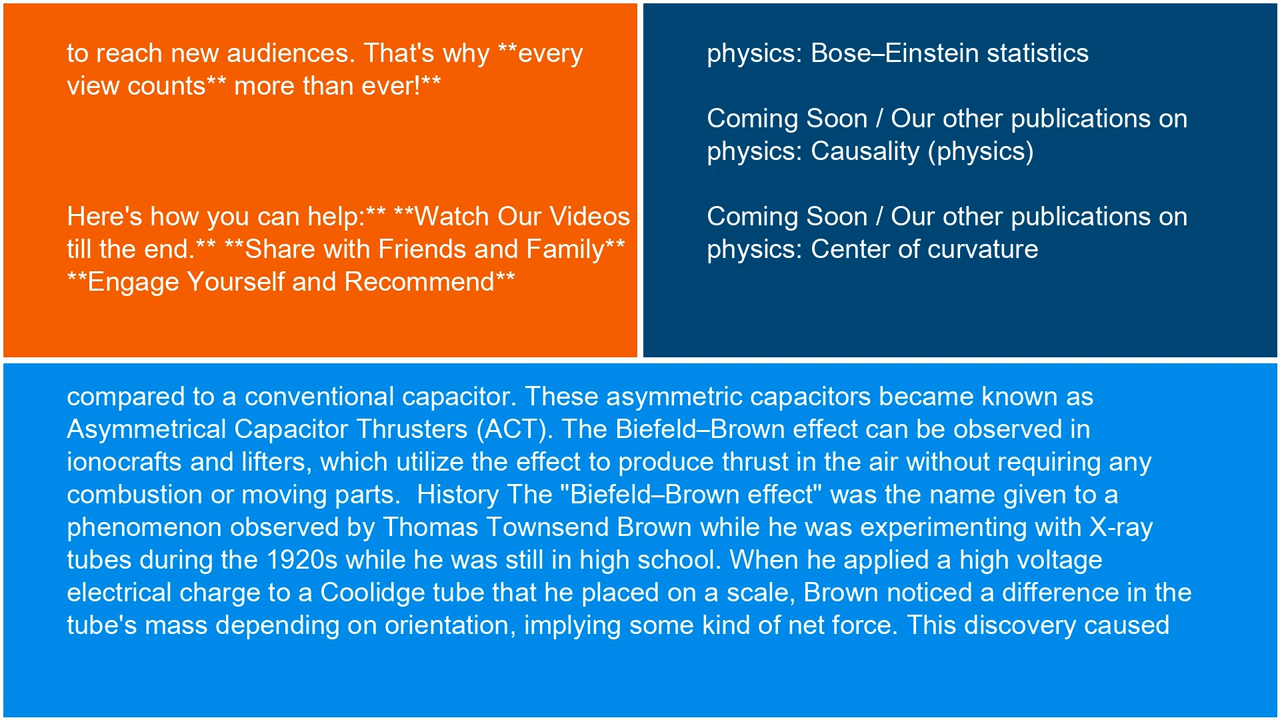 to reach new audiences. That's why **every
view counts** more than ever!**
Here's how you can help:** **Watch Our Videos
till the end.** **Share with Friends and Family**
**Engage Yourself and Recommend**
physics: Bose–Einstein statistics
Coming Soon / Our other publications on
physics: Causality (physics)
Coming Soon / Our other publications on
physics: Center of curvature
compared to a conventional capacitor. These asymmetric capacitors became known as
Asymmetrical Capacitor Thrusters (ACT). The Biefeld–Brown effect can be observed in
ionocrafts and lifters, which utilize the effect to produce thrust in the air without requiring any
combustion or moving parts.  History The "Biefeld–Brown effect" was the name given to a
phenomenon observed by Thomas Townsend Brown while he was experimenting with X-ray
tubes during the 1920s while he was still in high school. When he applied a high voltage
electrical charge to a Coolidge tube that he placed on a scale, Brown noticed a difference in the
tube's mass depending on orientation, implying some kind of net force. This discovery caused